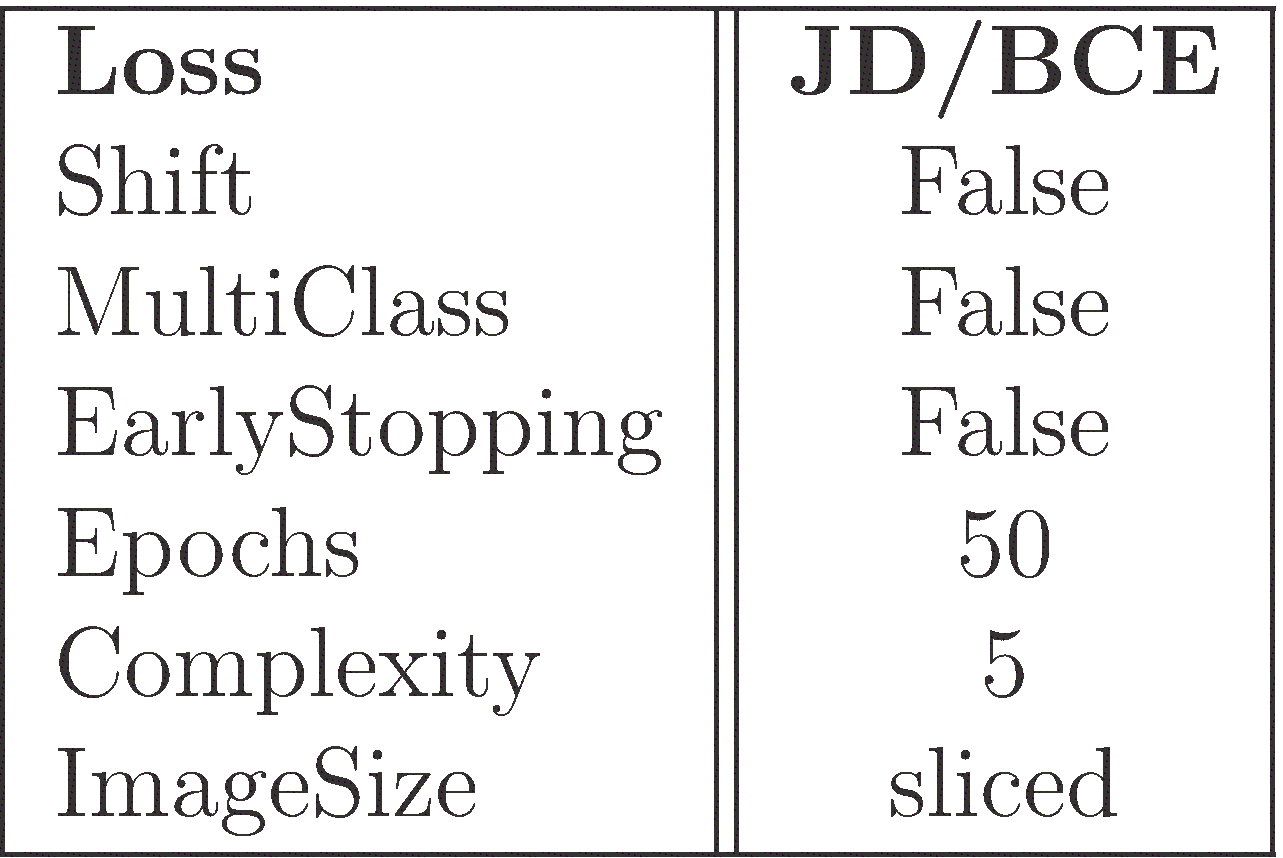 Loss JD/BCE
Shift False
MultiClass False
EarlyStopping False
Epochs 50
Complexity 5
ImageSize sliced